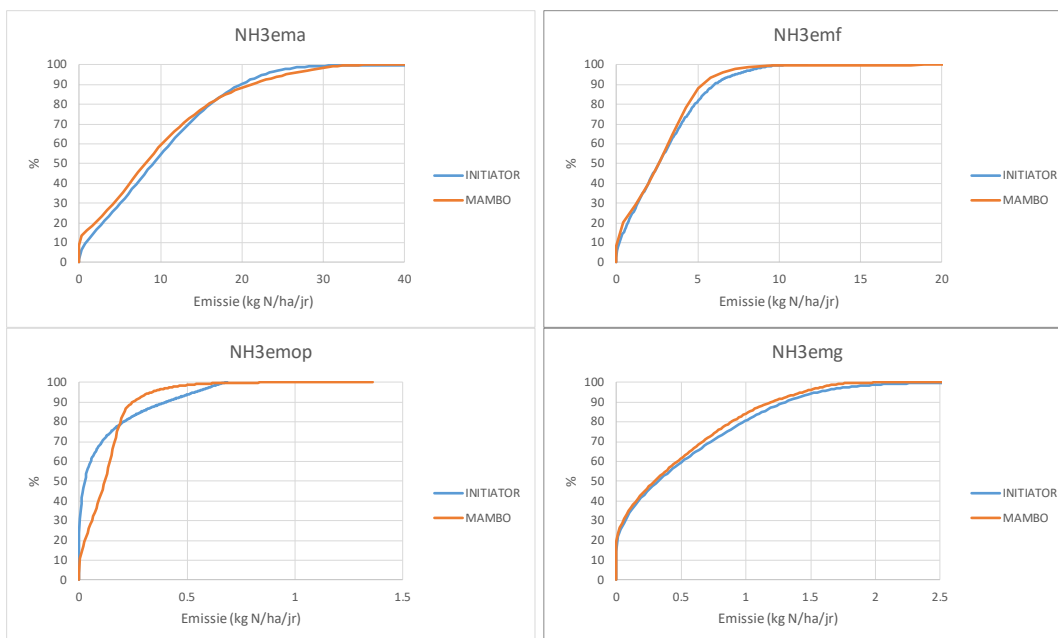 NH3ema
100
90
80
70
60
50
40
30
20
10
0
%
0 10 20 30 40
Emissie (kg N/ha/jr)
INITIATOR
MAMBO
NH3emf
100
90
80
70
60
50
40
30
20
10
0
%
0 5 10 15 20
Emissie (kg N/ha/jr)
INITIATOR
MAMBO
NH3emop
100
90
80
70
60
50
40
30
20
10
0
%
0 0.5 1 1.5
Emissie (kg N/ha/jr)
INITIATOR
MAMBO
NH3emg
100
90
80
70
60
50
40
30
20
10
0
%
0 0.5 1 1.5 2 2.5
Emissie (kg N/ha/jr)
INITIATOR
MAMBO